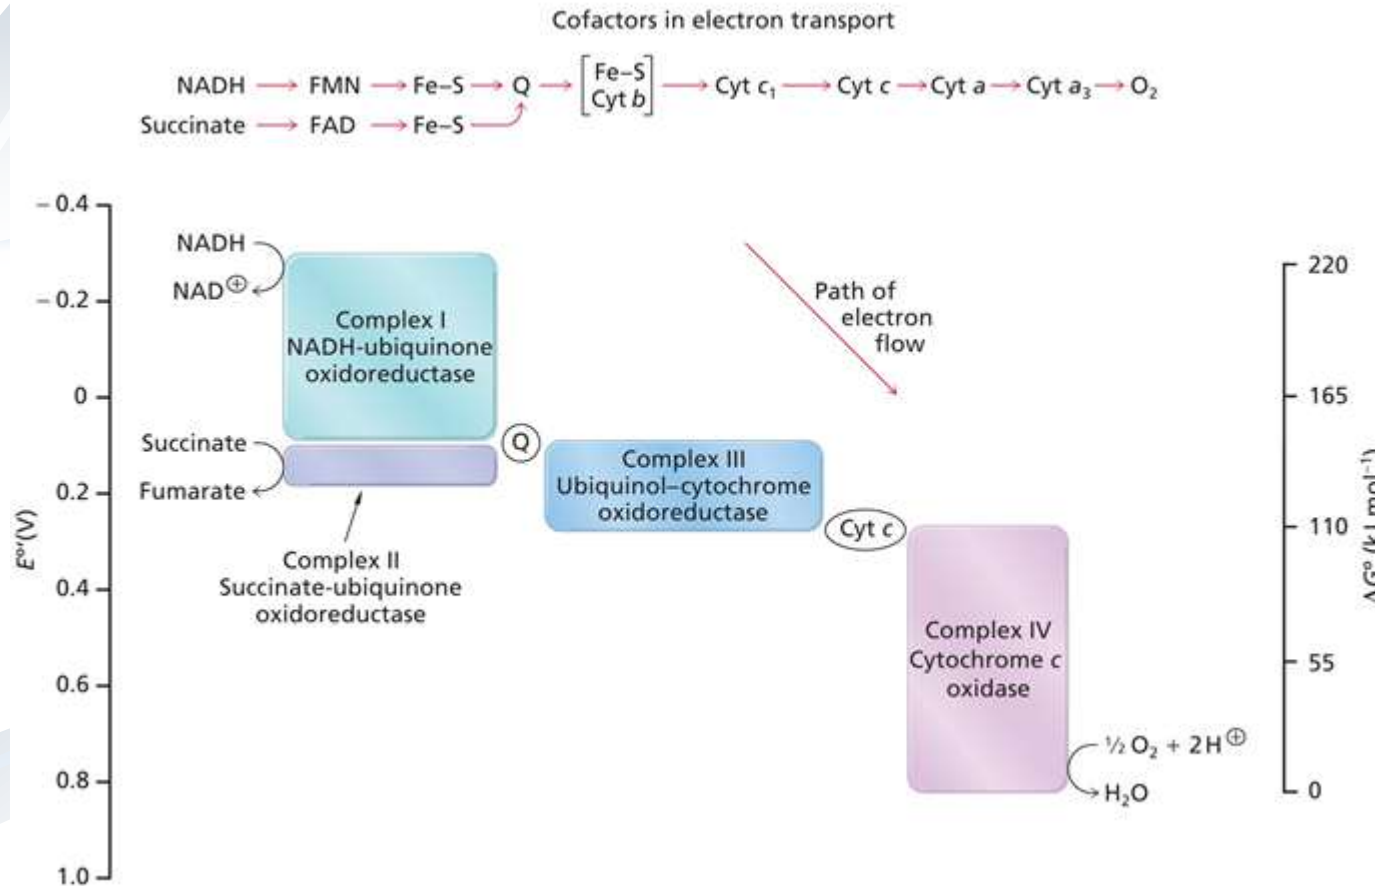 Cofactors in electron transport
NADH → FMN → Fe–S → Q → [Fe–S Cyt b] → Cyt c₁ → Cyt c → Cyt a → Cyt a₃ → O₂
Succinate → FAD → Fe–S
– 0.4
– 0.2
0
0.2
0.4
0.6
0.8
1.0
E°′(V)
NADH
NAD⊕
Complex I
NADH-ubiquinone
oxidoreductase
Succinate
Fumarate
Complex II
Succinate-ubiquinone
oxidoreductase
Q
Complex III
Ubiquinol–cytochrome
oxidoreductase
Cyt c
Path of
electron
flow
Complex IV
Cytochrome c
oxidase
½ O₂ + 2H⊕
H₂O
220
165
110
55
0